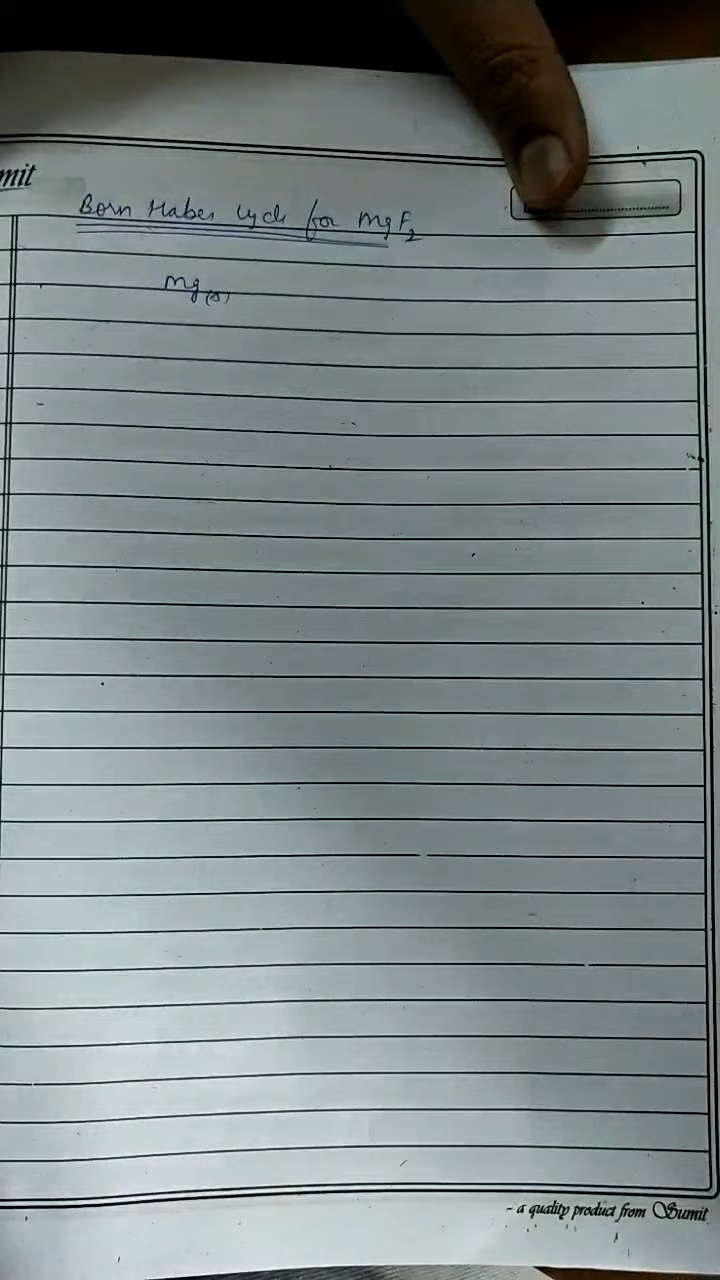 mit
Born Haber Cycle for MgF2
Mg(s)
- a quality product from Sumit